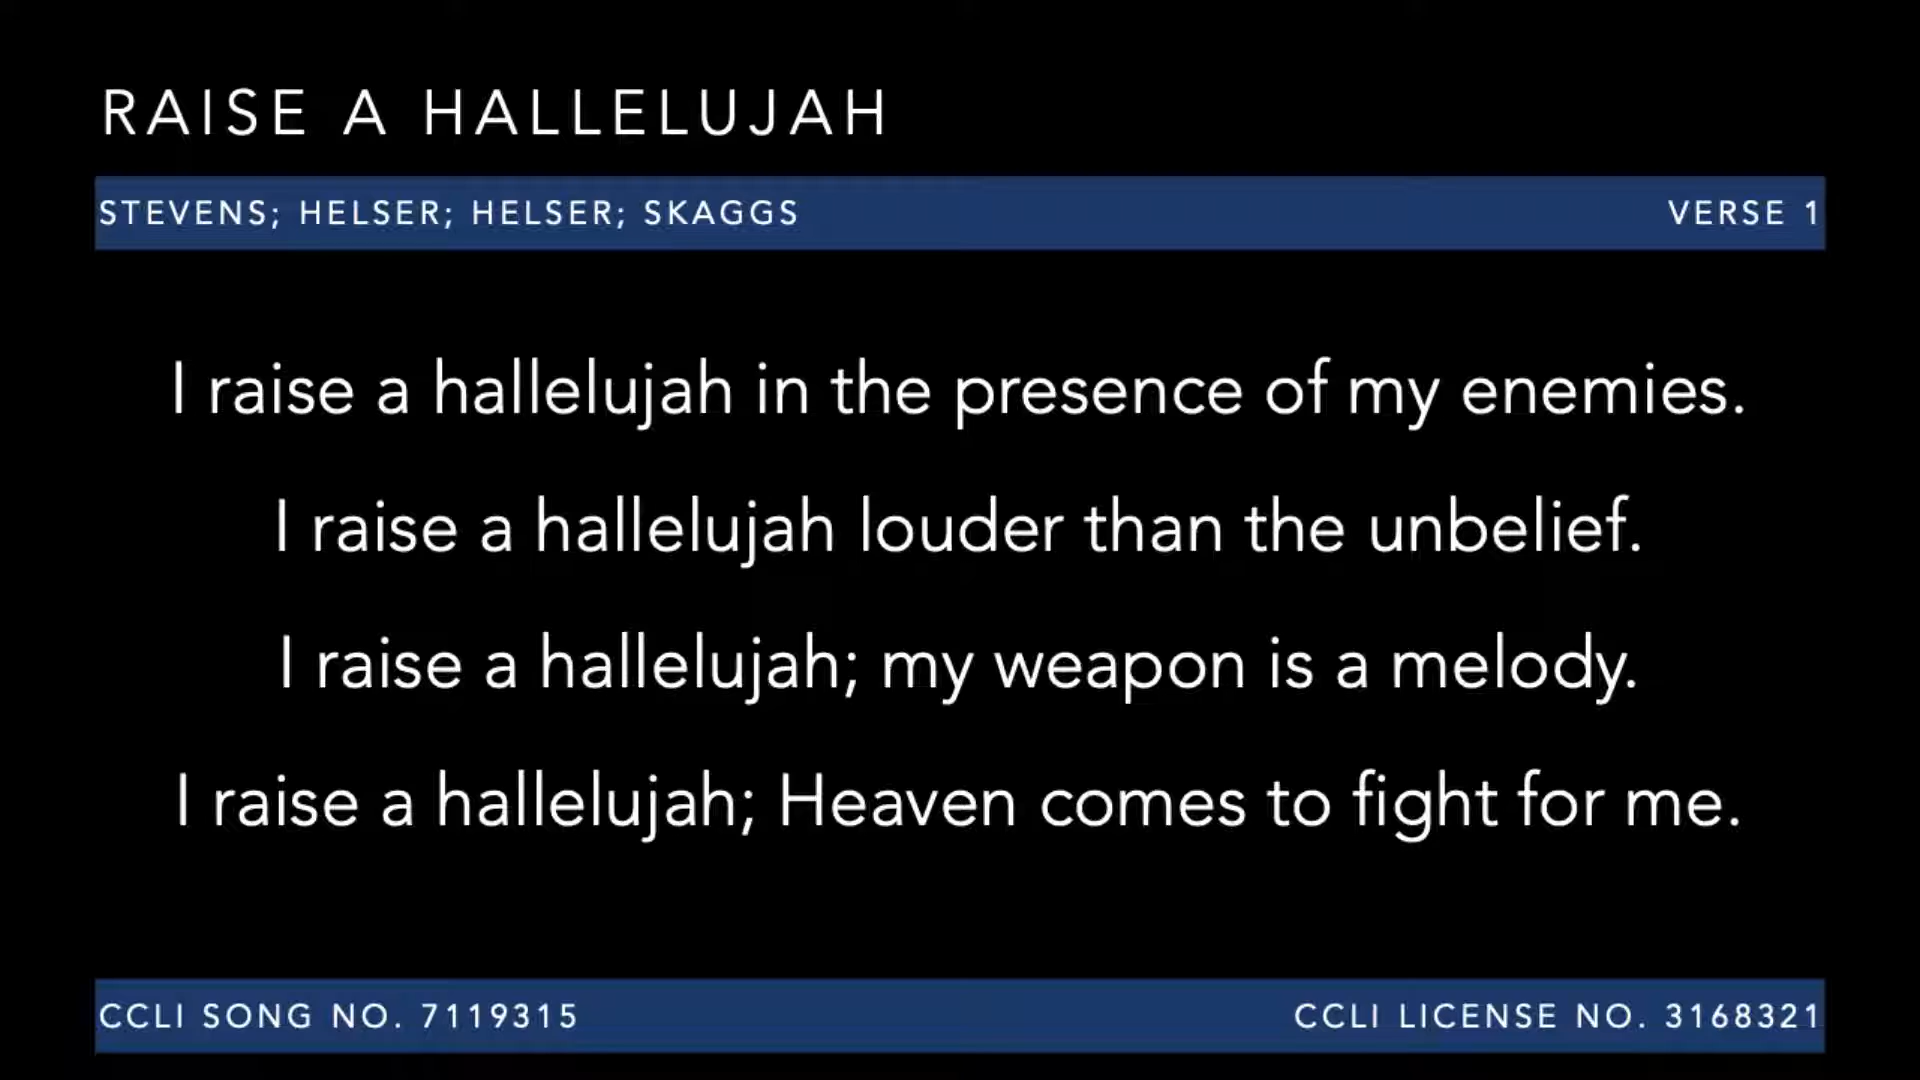 RAISE A HALLELUJAH
STEVENS; HELSER; HELSER; SKAGGS VERSE 1
I raise a hallelujah in the presence of my enemies.
I raise a hallelujah louder than the unbelief.
I raise a hallelujah; my weapon is a melody.
I raise a hallelujah; Heaven comes to fight for me.
CCLI SONG NO. 7119315 CCLI LICENSE NO. 3168321